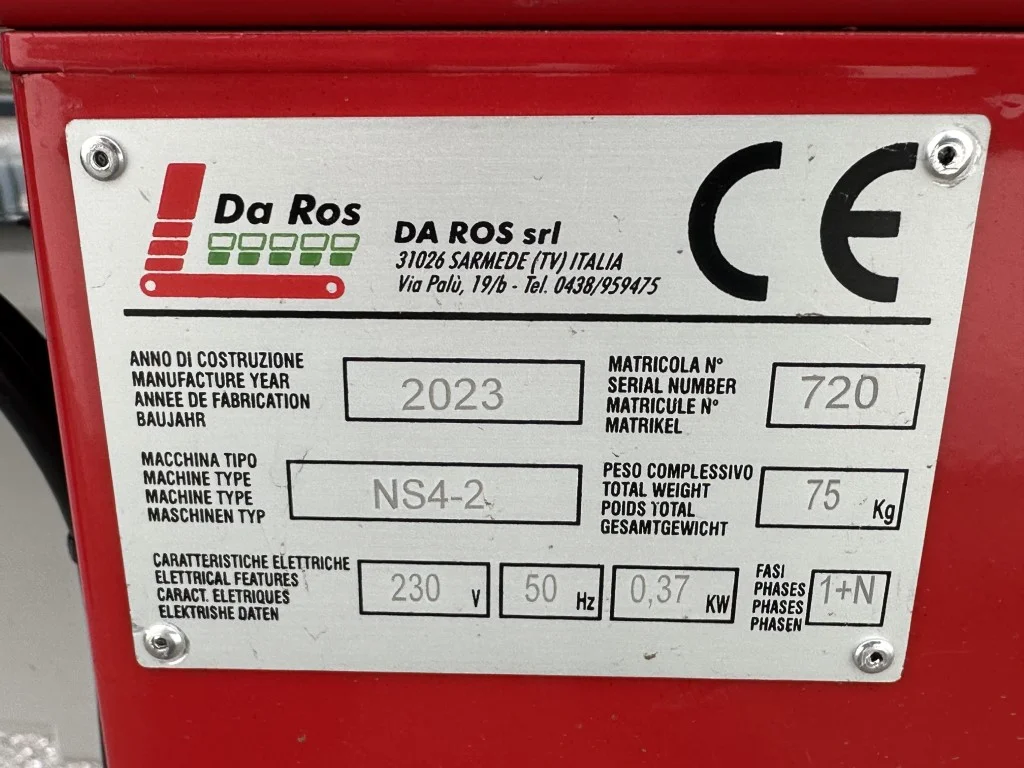 Da Ros
DA ROS srl
31026 SARMEDE (TV) ITALIA
Via Palù, 19/b - Tel. 0438/959475
CE
ANNO DI COSTRUZIONE
MANUFACTURE YEAR
ANNEE DE FABRICATION
BAUJAHR
2023
MATRICOLA N°
SERIAL NUMBER
MATRICULE N°
MATRIKEL
720
MACCHINA TIPO
MACHINE TYPE
MACHINE TYPE
MASCHINEN TYP
NS4-2
PESO COMPLESSIVO
TOTAL WEIGHT
POIDS TOTAL
GESAMTGEWICHT
75 Kg
CARATTERISTICHE ELETTRICHE
ELETTRICAL FEATURES
CARACT. ELETRIQUES
ELEKTRISHE DATEN
230 V
50 Hz
0,37 KW
FASI
PHASES
PHASES
PHASEN
1+N